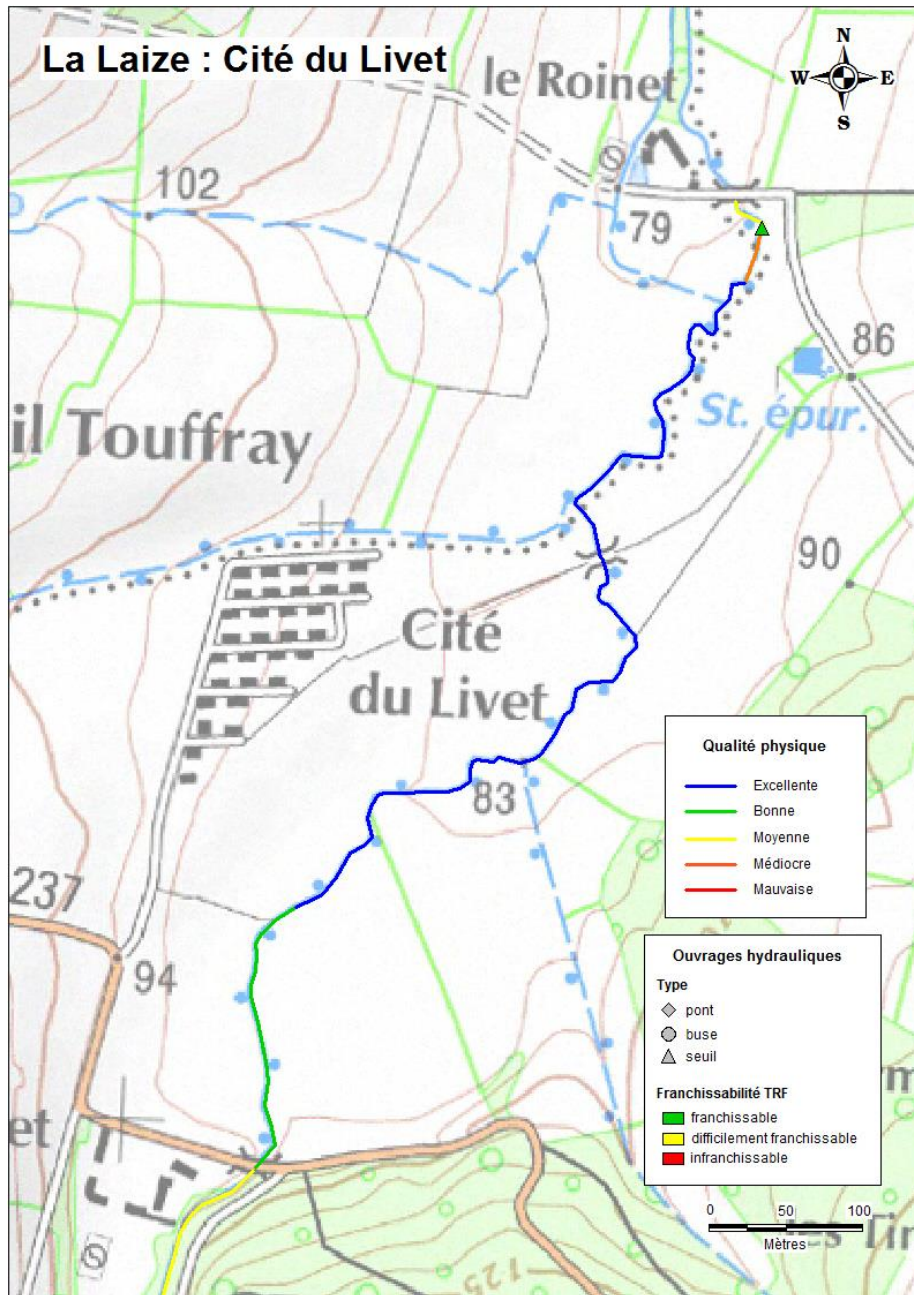 La Laize : Cité du Livet
N
W E
S
le Roinet
102
79
86
St. épur.
il Touffray
90
Cité
du Livet
83
237
94
et
125
Qualité physique
Excellente
Bonne
Moyenne
Médiocre
Mauvaise
Ouvrages hydrauliques
Type
pont
buse
seuil
Franchissabilité TRF
franchissable
difficilement franchissable
infranchissable
0 50 100
Mètres